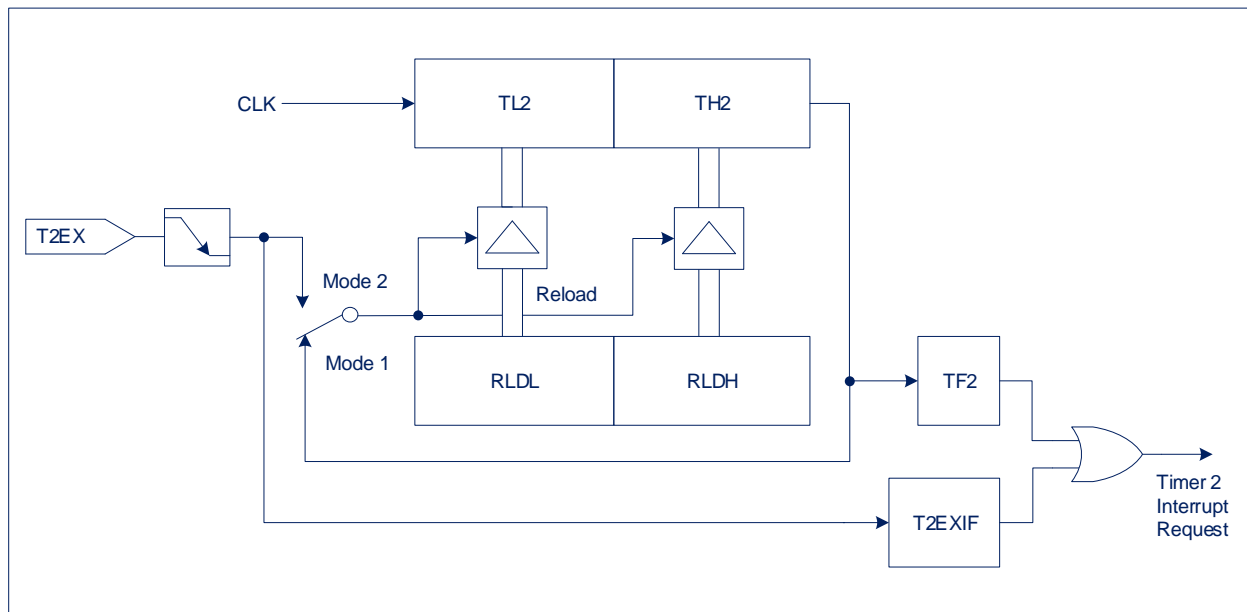 TL2
TH2
CLK
T2EX
Mode 2
Reload
Mode 1
RLDL
RLDH
TF2
T2EXIF
Timer 2
Interrupt
Request